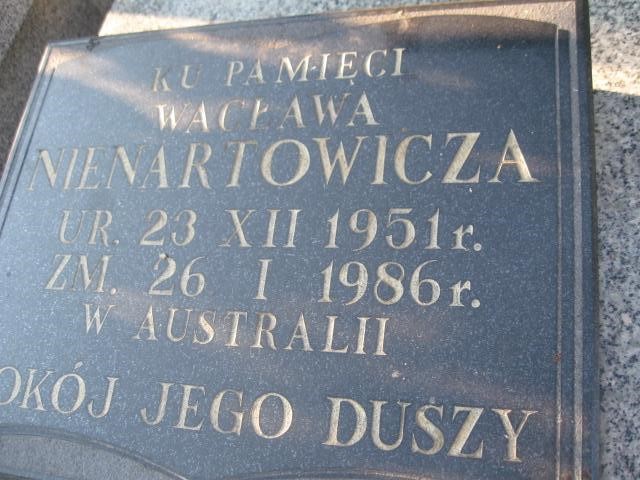 KU PAMIĘCI
WACŁAWA
NIENARTOWICZA
UR. 23 XII 1951 r.
ZM. 26 I 1986 r.
W AUSTRALII
OKÓJ JEGO DUSZY